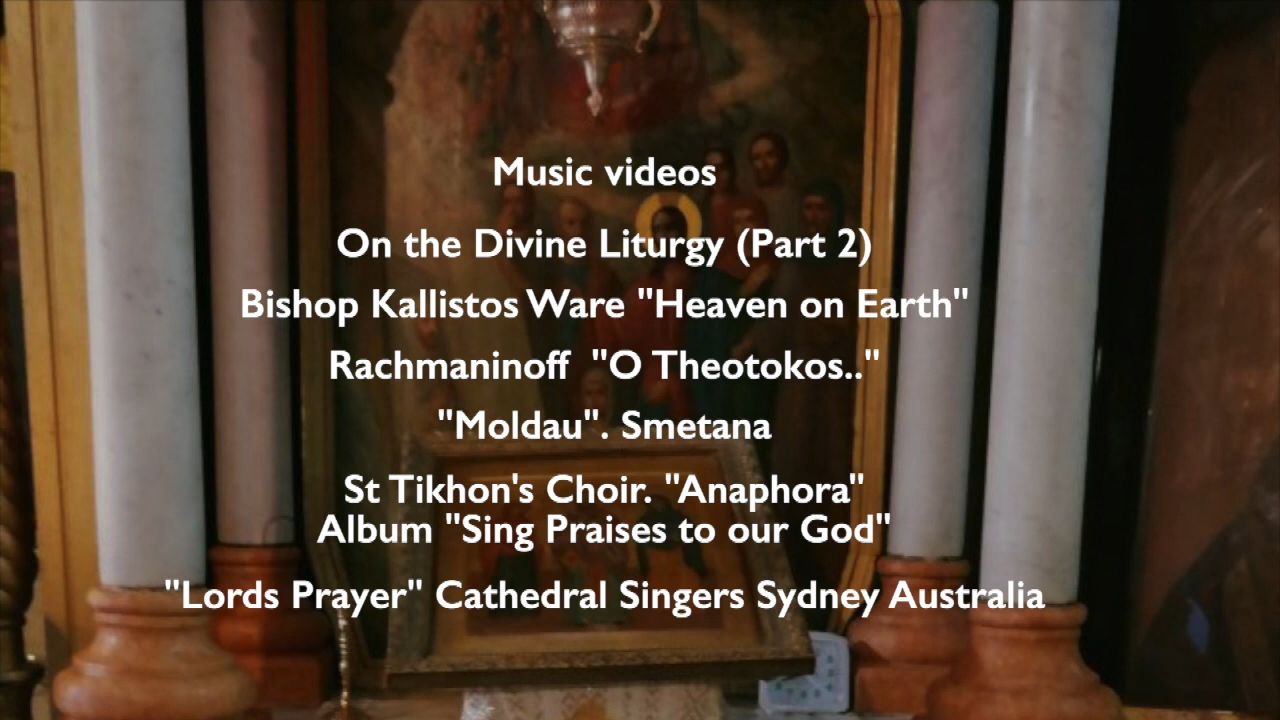 Music videos
On the Divine Liturgy (Part 2)
Bishop Kallistos Ware "Heaven on Earth"
Rachmaninoff "O Theotokos.."
"Moldau". Smetana
St Tikhon's Choir. "Anaphora"
Album "Sing Praises to our God"
"Lords Prayer" Cathedral Singers Sydney Australia